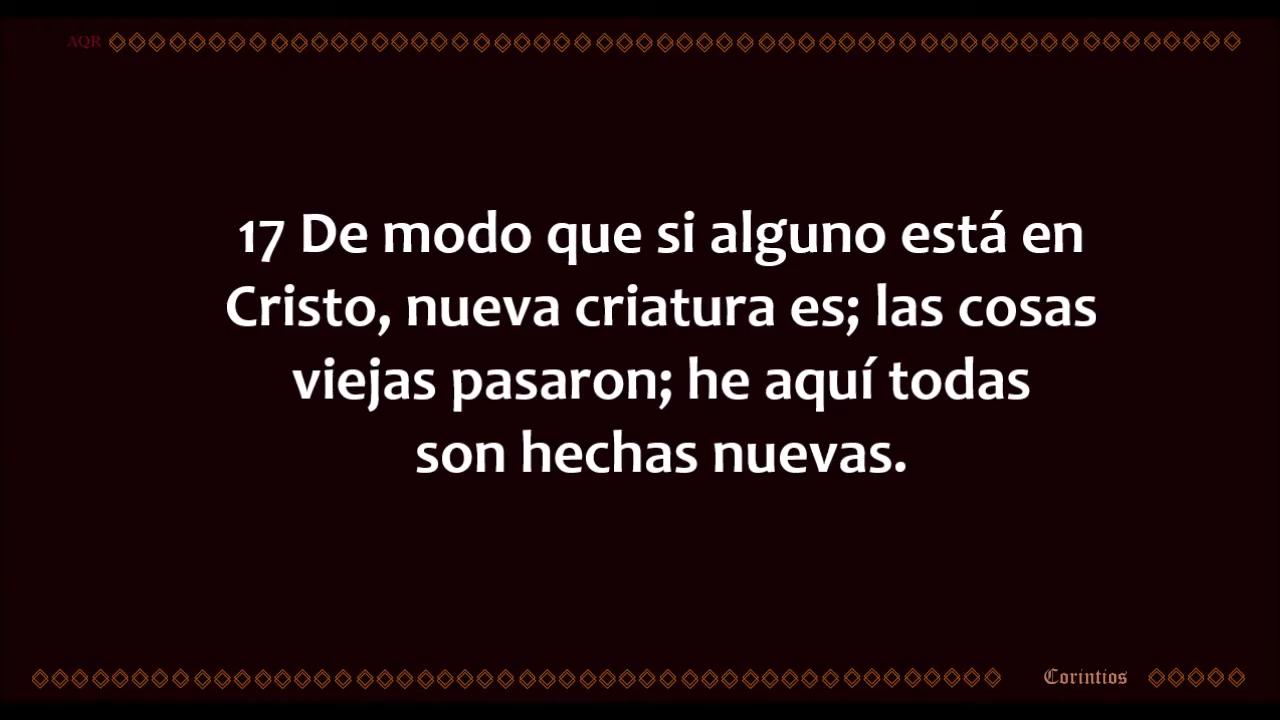 AQR
17 De modo que si alguno está en
Cristo, nueva criatura es; las cosas
viejas pasaron; he aquí todas
son hechas nuevas.
Corintios